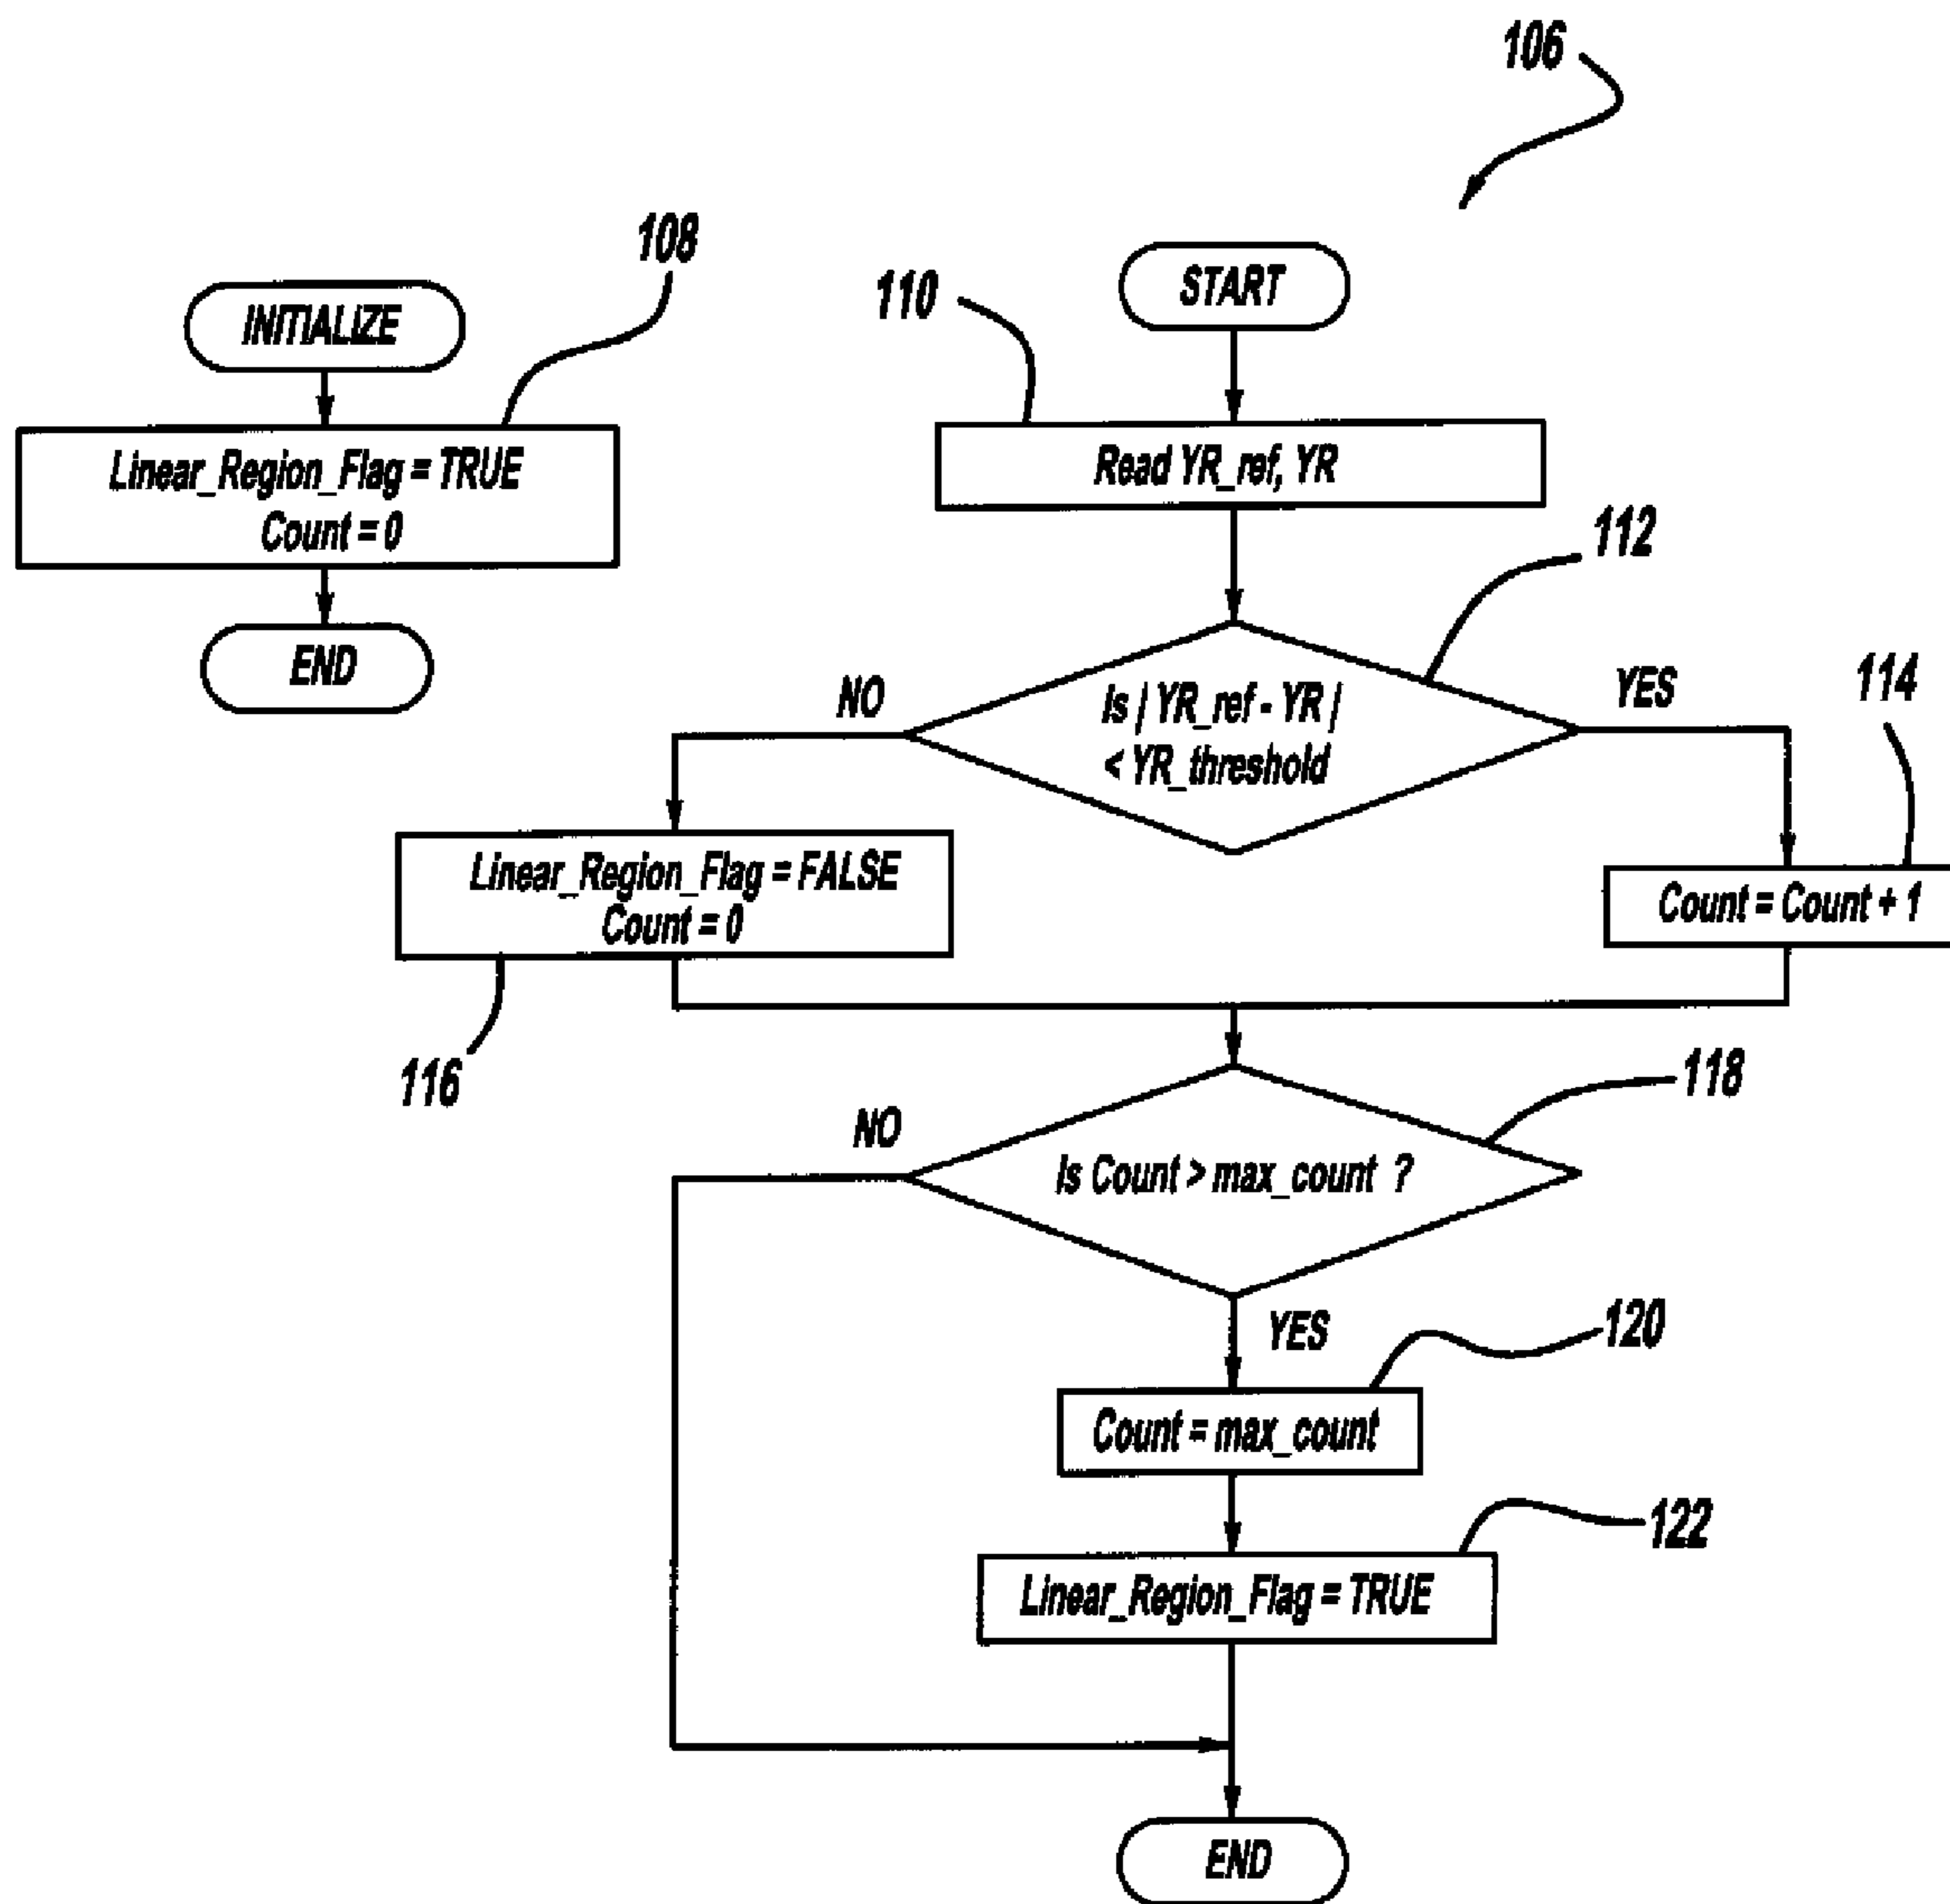 106
108
INITIALIZE
Linear_Region_Flag = TRUE
Count = 0
END
START
110
Read YR_ref, YR
112
Is | YR_ref - YR |
< YR_threshold
NO
YES
114
Linear_Region_Flag = FALSE
Count = 0
Count = Count + 1
116
118
Is Count > max_count ?
NO
YES
120
Count = max_count
122
Linear_Region_Flag = TRUE
END